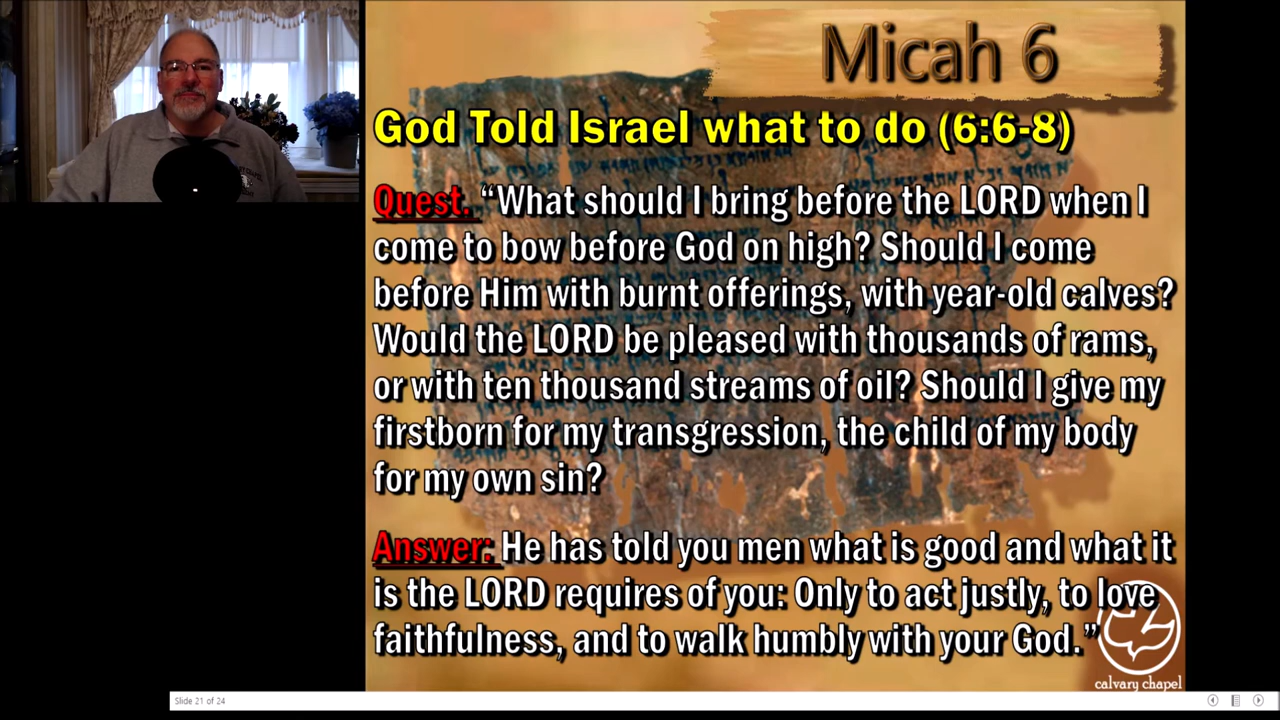 Micah 6
God Told Israel what to do (6:6-8)
Quest. “What should I bring before the LORD when I
come to bow before God on high? Should I come
before Him with burnt offerings, with year-old calves?
Would the LORD be pleased with thousands of rams,
or with ten thousand streams of oil? Should I give my
firstborn for my transgression, the child of my body
for my own sin?
Answer: He has told you men what is good and what it
is the LORD requires of you: Only to act justly, to love
faithfulness, and to walk humbly with your God.”
calvary chapel
Slide 21 of 24